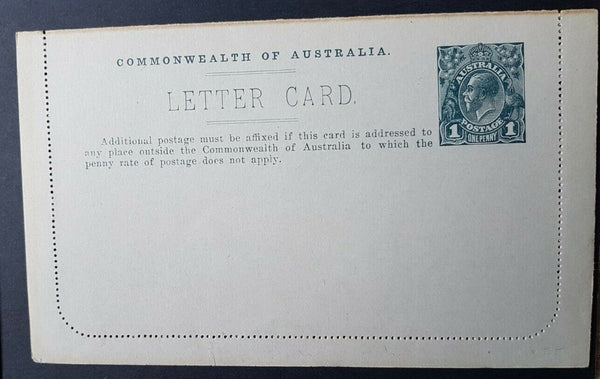 COMMONWEALTH OF AUSTRALIA.
LETTER CARD.
Additional postage must be affixed if this card is addressed to
any place outside the Commonwealth of Australia to which the
penny rate of postage does not apply.
AUSTRALIA
POSTAGE
1 ONE PENNY 1